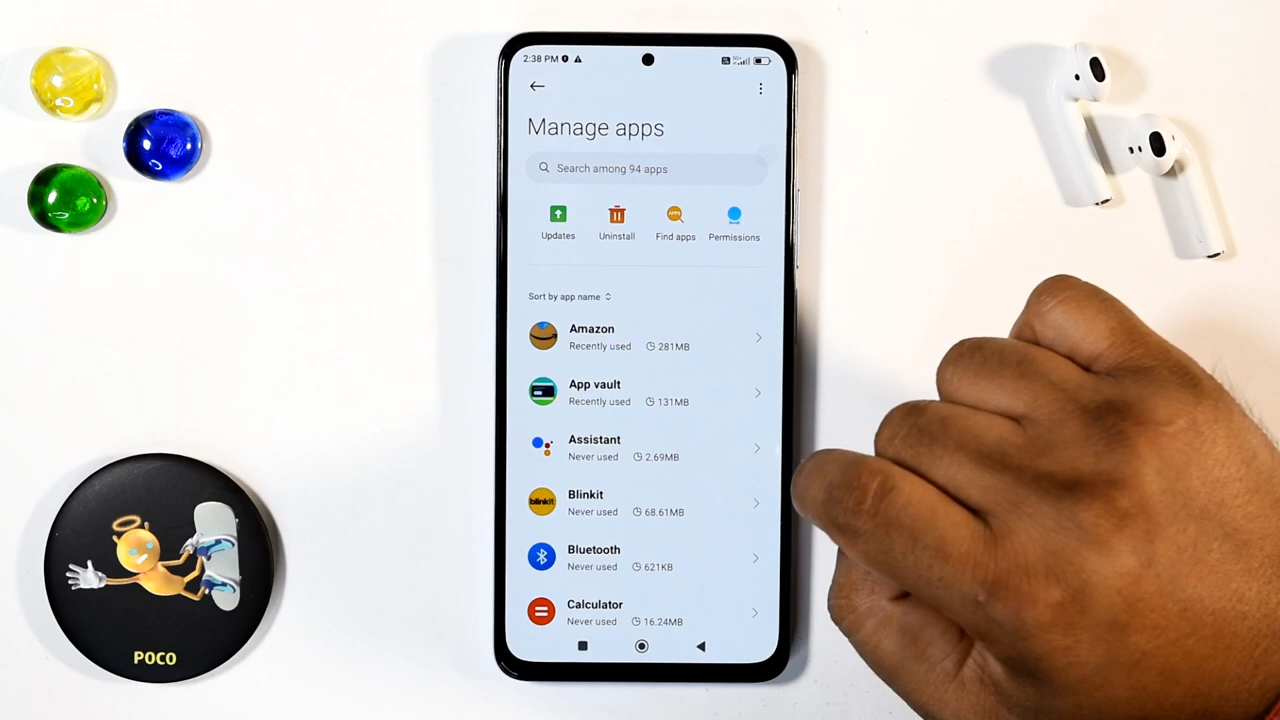 2:38 PM
Manage apps
Search among 94 apps
Updates
Uninstall
APPS
Find apps
Permissions
Sort by app name
Amazon
Recently used 281MB
App vault
Recently used 131MB
Assistant
Never used 2.69MB
blinkit
Blinkit
Never used 68.61MB
Bluetooth
Never used 621KB
Calculator
Never used 16.24MB
POCO